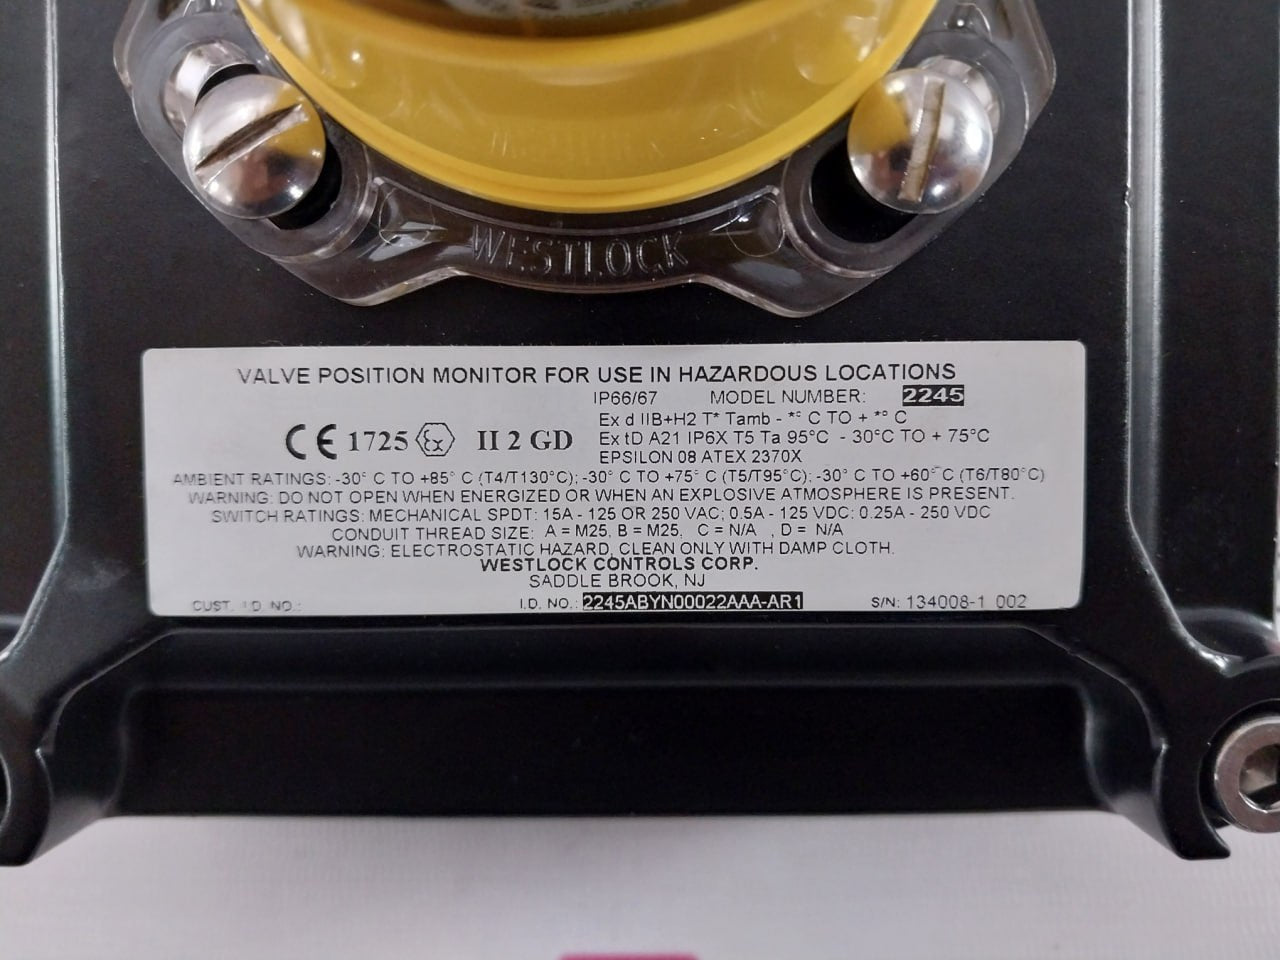 WESTLOCK
VALVE POSITION MONITOR FOR USE IN HAZARDOUS LOCATIONS
IP66/67 MODEL NUMBER: 2245
Ex d IIB+H2 T* Tamb - *° C TO + *° C
CE 1725 Ex II 2 GD
Ex tD A21 IP6X T5 Ta 95°C - 30°C TO + 75°C
EPSILON 08 ATEX 2370X
AMBIENT RATINGS: -30° C TO +85° C (T4/T130°C); -30° C TO +75° C (T5/T95°C); -30° C TO +60° C (T6/T80°C)
WARNING: DO NOT OPEN WHEN ENERGIZED OR WHEN AN EXPLOSIVE ATMOSPHERE IS PRESENT.
SWITCH RATINGS: MECHANICAL SPDT: 15A - 125 OR 250 VAC; 0.5A - 125 VDC: 0.25A - 250 VDC
CONDUIT THREAD SIZE: A = M25, B = M25, C = N/A , D = N/A
WARNING: ELECTROSTATIC HAZARD, CLEAN ONLY WITH DAMP CLOTH.
WESTLOCK CONTROLS CORP.
SADDLE BROOK, NJ
CUST. I.D. NO.: I.D. NO.: 2245ABYN00022AAA-AR1 S/N: 134008-1 002